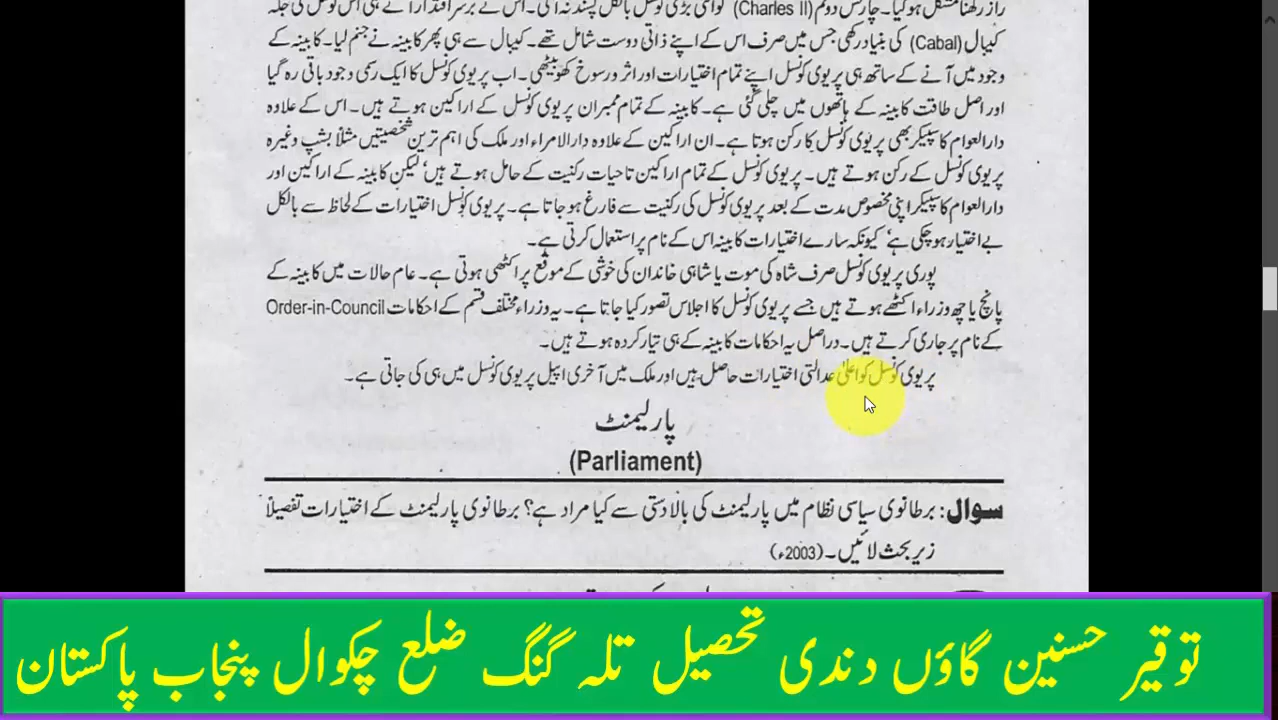 راز رکھنا مشکل ہوگیا۔ چارلس دوئم (Charles II) کو اتنی بڑی کونسل بالکل پسند نہ آئی۔ اس نے برسر اقتدار آتے ہی اس کونسل کی جگہ
کیبال (Cabal) کی بنیاد رکھی جس میں صرف اس کے اپنے ذاتی دوست شامل تھے۔ کیبال سے ہی پھر کابینہ نے جنم لیا۔ کابینہ کے
وجود میں آنے کے ساتھ ہی پریوی کونسل اپنے تمام اختیارات اور اثر و رسوخ کھو بیٹھی۔ اب پریوی کونسل کا ایک رسمی وجود باقی رہ گیا
اور اصل طاقت کابینہ کے ہاتھوں میں چلی گئی ہے۔ کابینہ کے تمام ممبران پریوی کونسل کے اراکین ہوتے ہیں۔ اس کے علاوہ
دارالعوام کا سپیکر بھی پریوی کونسل کا رکن ہوتا ہے۔ ان اراکین کے علاوہ دارالامراء اور ملک کی اہم ترین شخصیتیں مثلاً بشپ وغیرہ
پریوی کونسل کے رکن ہوتے ہیں۔ پریوی کونسل کے تمام اراکین تاحیات رکنیت کے حامل ہوتے ہیں‘ لیکن کابینہ کے اراکین اور
دارالعوام کا سپیکر اپنی مخصوص مدت کے بعد پریوی کونسل کی رکنیت سے فارغ ہو جاتا ہے۔ پریوی کونسل اختیارات کے لحاظ سے بالکل
بے اختیار ہو چکی ہے‘ کیونکہ سارے اختیارات کابینہ اس کے نام پر استعمال کرتی ہے۔
پوری پریوی کونسل صرف شاہ کی موت یا شاہی خاندان کی خوشی کے موقع پر اکٹھی ہوتی ہے۔ عام حالات میں کابینہ کے
پانچ یا چھ وزراء اکٹھے ہوتے ہیں جسے پریوی کونسل کا اجلاس تصور کیا جاتا ہے۔ یہ وزراء مختلف قسم کے احکامات Order-in-Council
کے نام پر جاری کرتے ہیں۔ دراصل یہ احکامات کابینہ کے ہی تیار کردہ ہوتے ہیں۔
پریوی کونسل کو اعلیٰ عدالتی اختیارات حاصل ہیں اور ملک میں آخری اپیل پریوی کونسل میں ہی کی جاتی ہے۔
پارلیمنٹ
(Parliament)
سوال: برطانوی سیاسی نظام میں پارلیمنٹ کی بالادستی سے کیا مراد ہے؟ برطانوی پارلیمنٹ کے اختیارات تفصیلاً
زیر بحث لائیں۔ (2003ء)
توقیر حسنین گاؤں دندی تحصیل تلہ گنگ ضلع چکوال پنجاب پاکستان